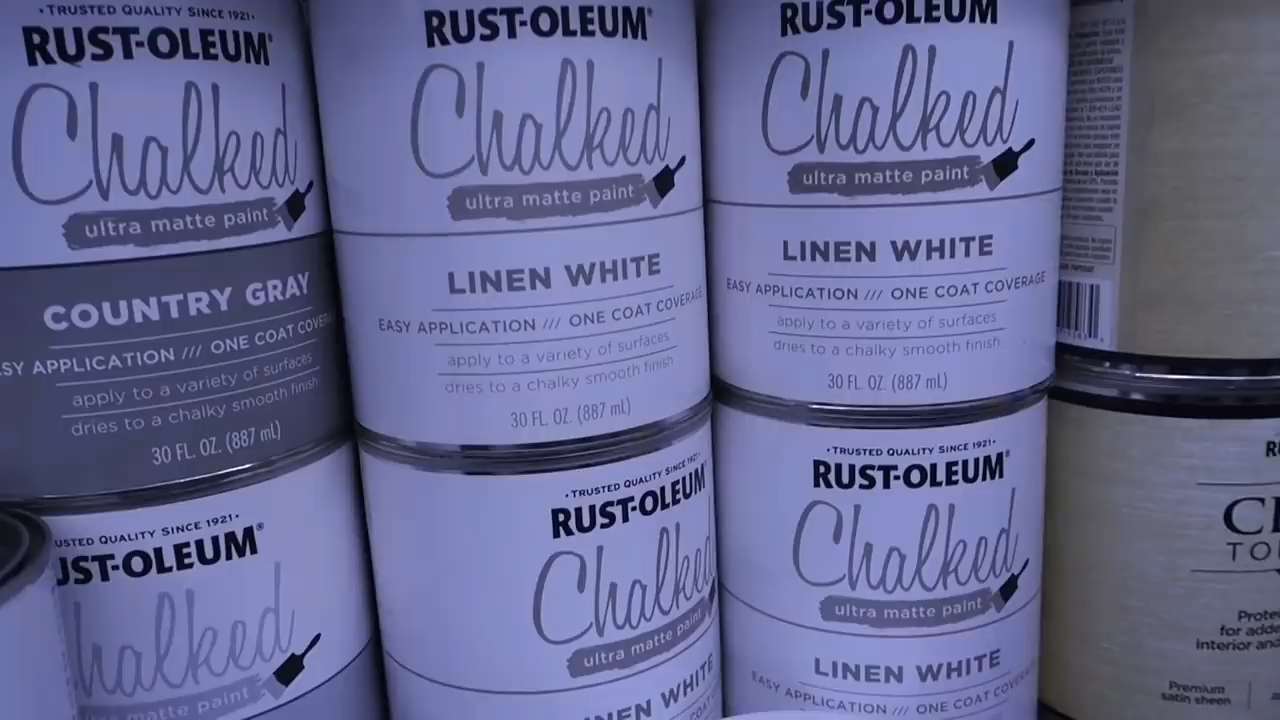 • TRUSTED QUALITY SINCE 1921 •
RUST-OLEUM®
Chalked
ultra matte paint
COUNTRY GRAY
EASY APPLICATION /// ONE COAT
apply to a variety of surfaces
dries to a chalky smooth finish
30 FL. OZ. (887 mL)
RUST-OLEUM®
Chalked
ultra matte paint
LINEN WHITE
EASY APPLICATION /// ONE COAT COVERAGE
apply to a variety of surfaces
dries to a chalky smooth finish
30 FL. OZ. (887 mL)
RUST-OLEUM
Chalked
ultra matte paint
LINEN WHITE
EASY APPLICATION /// ONE COAT COVERAGE
apply to a variety of surfaces
dries to a chalky smooth finish
30 FL. OZ. (887 mL)
QUALITY SINCE 1921 •
UST-OLEUM®
halked
matte paint
• TRUSTED QUALITY SINCE 1921 •
RUST-OLEUM
Chalked
ultra matte paint
LINEN WHITE
• TRUSTED QUALITY SINCE 1921 •
RUST-OLEUM®
Chalked
ultra matte paint
LINEN WHITE
EASY APPLICATION /// ONE COAT
for
interior
Premium
satin sheen